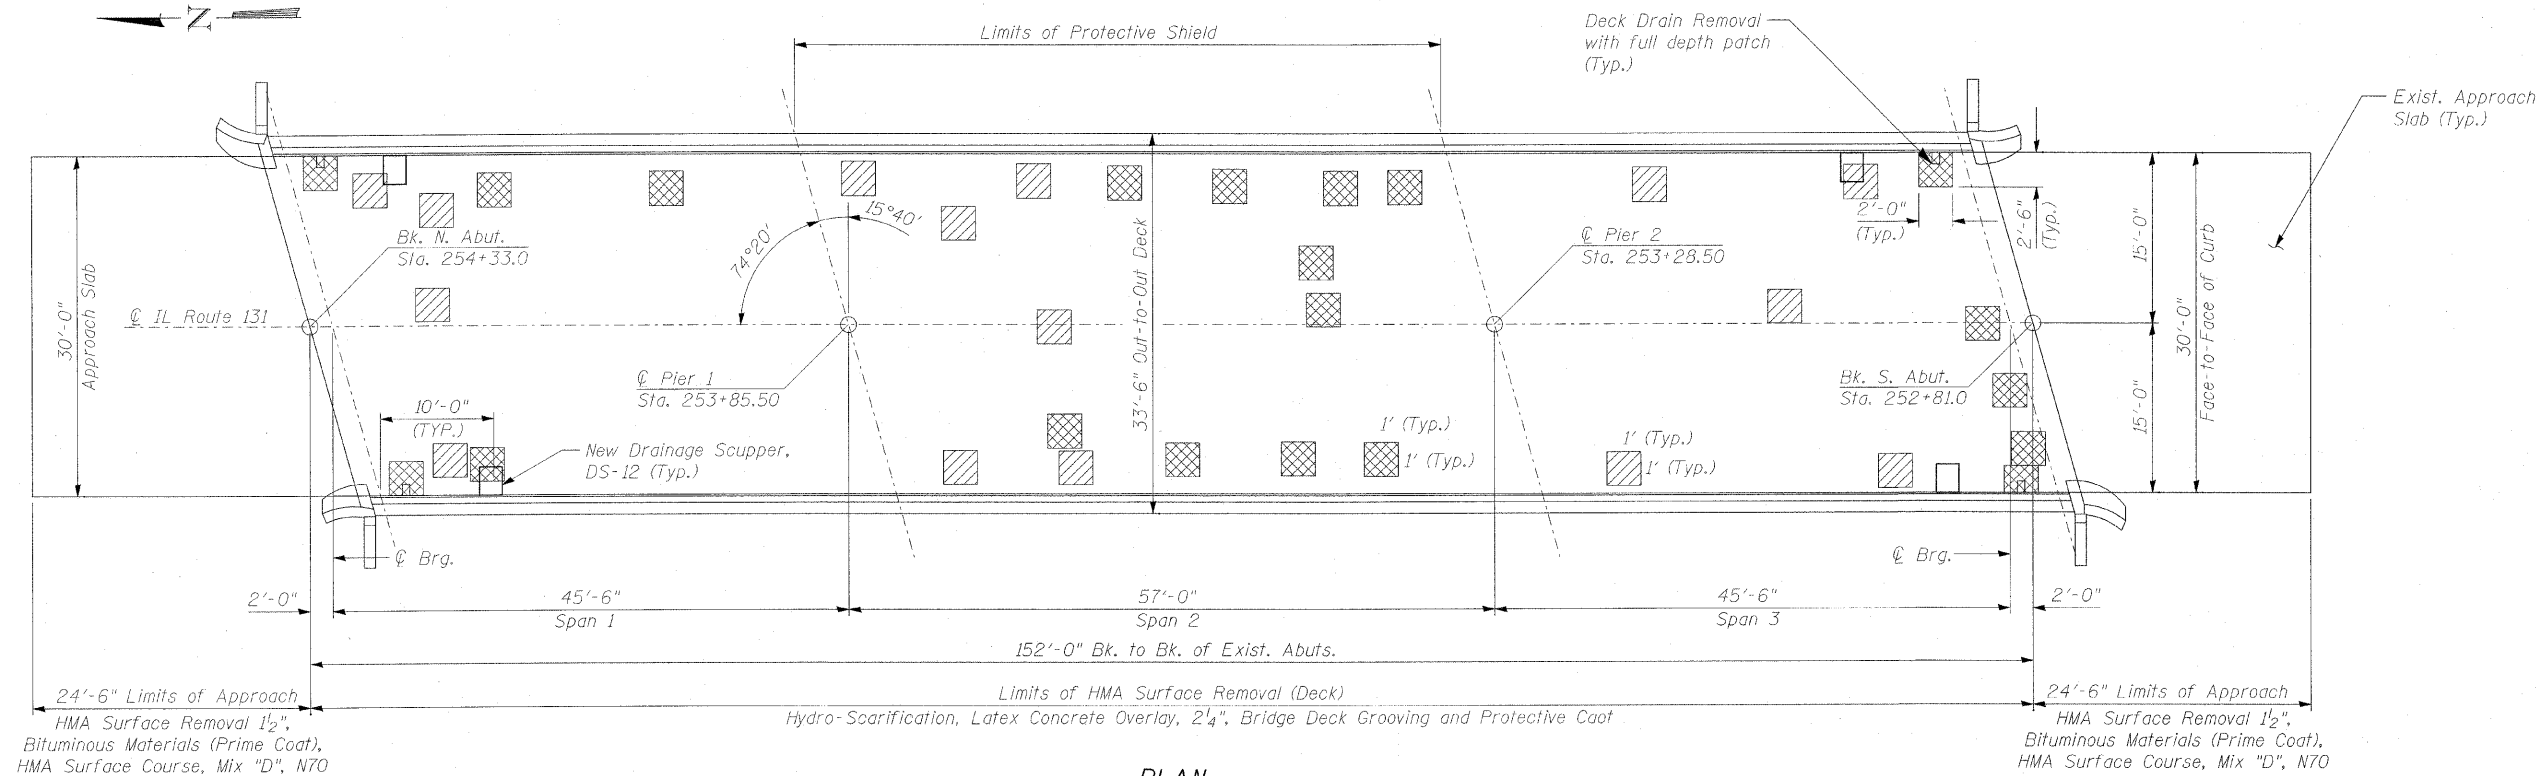 N
Limits of Protective Shield
Deck Drain Removal
with full depth patch
(Typ.)
Exist. Approach
Slab (Typ.)
15°40'
74°20'
Bk. N. Abut.
Sta. 254+33.0
33'-6" Out-to-Out Deck
℄ Pier 2
Sta. 253+28.50
2'-0"
(Typ.)
2'-6"
(Typ.)
15'-0"
30'-0"
Face-to-Face of Curb
30'-0"
Approach Slab
℄ IL Route 131
℄ Pier 1
Sta. 253+85.50
Bk. S. Abut.
Sta. 252+81.0
15'-0"
10'-0"
(TYP.)
New Drainage Scupper,
DS-12 (Typ.)
1' (Typ.)
1' (Typ.)
1' (Typ.)
1' (Typ.)
℄ Brg.
℄ Brg.
2'-0"
45'-6"
Span 1
57'-0"
Span 2
45'-6"
Span 3
2'-0"
152'-0" Bk. to Bk. of Exist. Abuts.
24'-6" Limits of Approach
HMA Surface Removal 1½",
Bituminous Materials (Prime Coat),
HMA Surface Course, Mix "D", N70
Limits of HMA Surface Removal (Deck)
Hydro-Scarification, Latex Concrete Overlay, 2¼", Bridge Deck Grooving and Protective Caot
24'-6" Limits of Approach
HMA Surface Removal 1½",
Bituminous Materials (Prime Coat),
HMA Surface Course, Mix "D", N70
PLAN